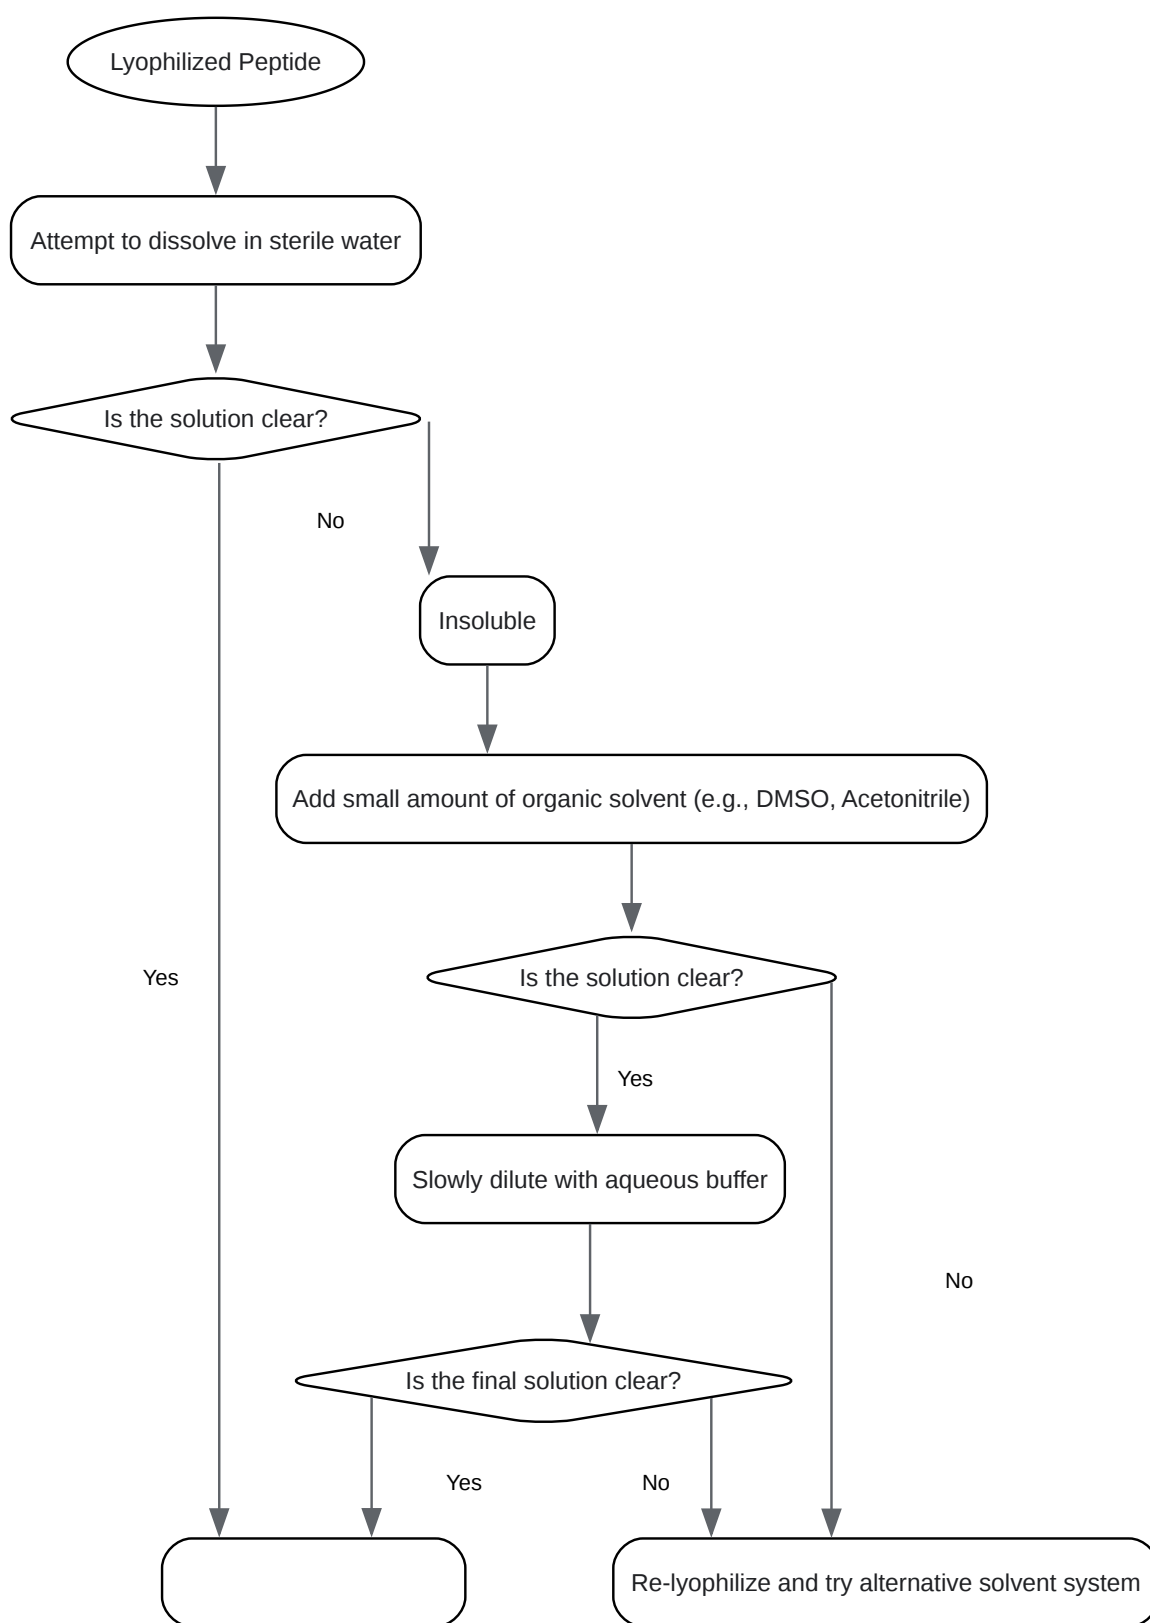 Lyophilized Peptide
Attempt to dissolve in sterile water
Is the solution clear?
No
Insoluble
Add small amount of organic solvent (e.g., DMSO, Acetonitrile)
Yes
Is the solution clear?
Yes
Slowly dilute with aqueous buffer
No
Is the final solution clear?
Yes
No
Re-lyophilize and try alternative solvent system